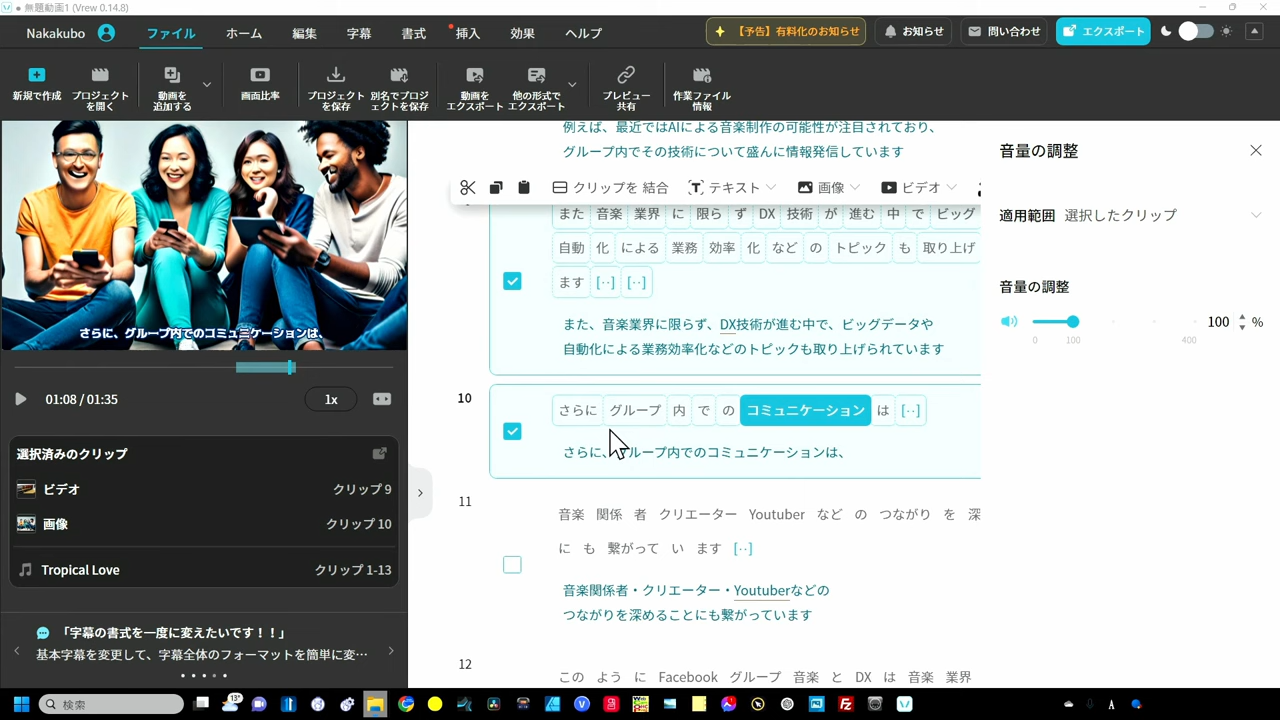 ● 無題動画1 (Vrew 0.14.8)
Nakakubo ファイル ホーム 編集 字幕 書式 挿入 効果 ヘルプ 【予告】有料化のお知らせ お知らせ 問い合わせ エクスポート
新規で作成 プロジェクトを開く 動画を追加する 画面比率 プロジェクトを保存 別名でプロジェクトを保存 動画をエクスポート 他の形式でエクスポート プレビュー共有 作業ファイル情報
さらに、グループ内でのコミュニケーションは、
01:08 / 01:35 1x
選択済みのクリップ
ビデオ クリップ 9
画像 クリップ 10
Tropical Love クリップ 1-13
「字幕の書式を一度に変えたいです！！」
基本字幕を変更して、字幕全体のフォーマットを簡単に変…
例えば、最近ではAIによる音楽制作の可能性が注目されており、
グループ内でその技術について盛んに情報発信しています
クリップを 結合 テキスト 画像 ビデオ
また 音楽 業界 に 限ら ず DX 技術 が 進む 中 で ビッグ
自動 化 による 業務 効率 化 など の トピック も 取り上げ
ます [··] [··]
また、音楽業界に限らず、DX技術が進む中で、ビッグデータや
自動化による業務効率化などのトピックも取り上げられています
10
さらに グループ 内 で の コミュニケーション は [··]
さらに、グループ内でのコミュニケーションは、
11
音楽 関係 者 クリエーター Youtuber など の つながり を 深
に も 繋がって い ます [··]
音楽関係者・クリエーター・Youtuberなどの
つながりを深めることにも繋がっています
12
この よう に Facebook グループ 音楽 と DX は 音楽 業界
音量の調整
適用範囲 選択したクリップ
音量の調整
100 %
0 100 400
検索
13°